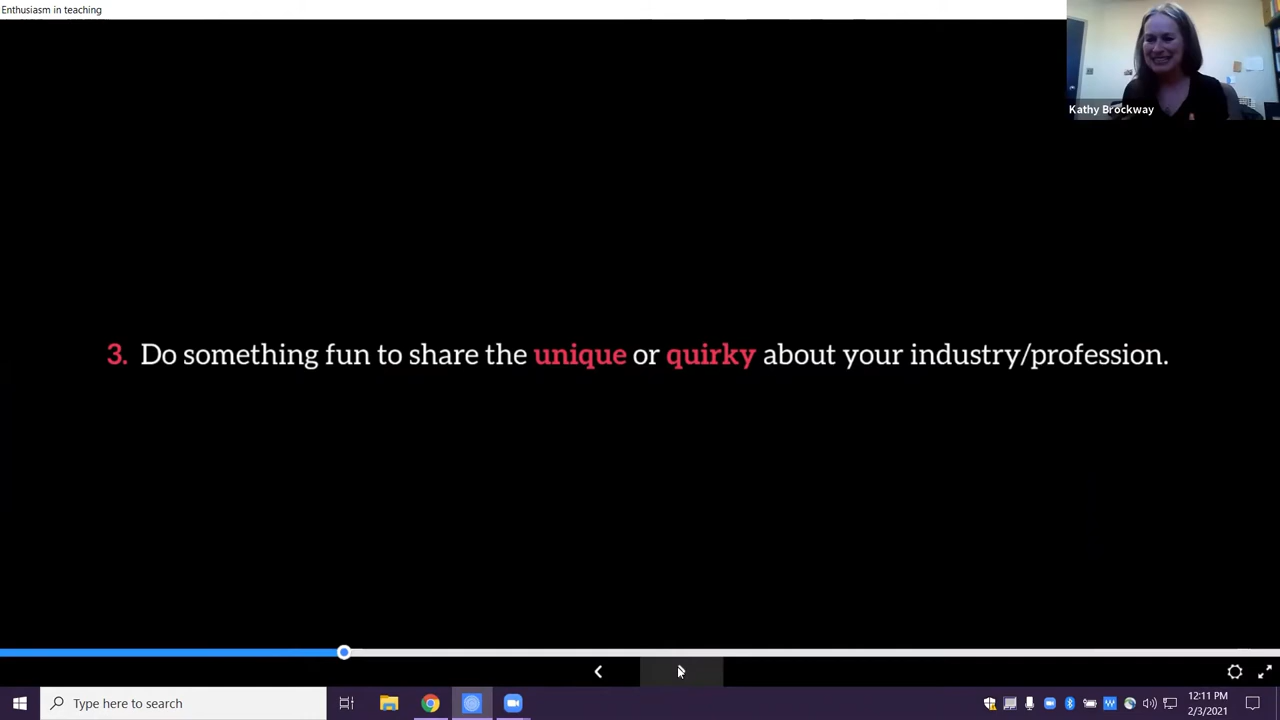 Enthusiasm in teaching
Kathy Brockway
3. Do something fun to share the unique or quirky about your industry/profession.
Type here to search
12:11 PM
2/3/2021